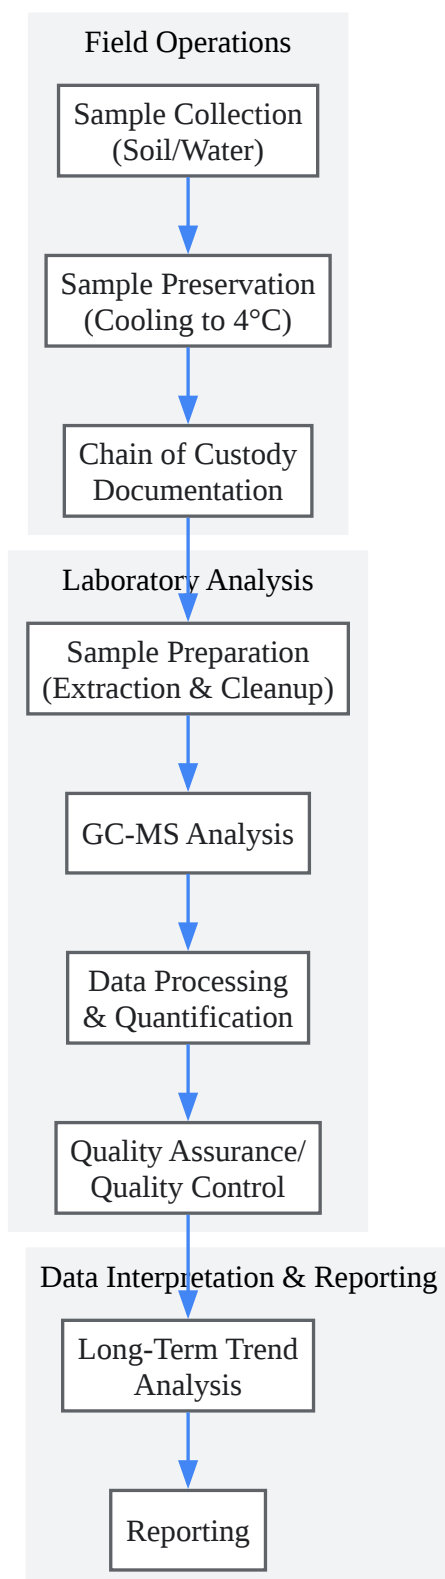 Field Operations
Sample Collection
(Soil/Water)
Sample Preservation
(Cooling to 4°C)
Chain of Custody
Documentation
Laboratory Analysis
Sample Preparation
(Extraction & Cleanup)
GC-MS Analysis
Data Processing
& Quantification
Quality Assurance/
Quality Control
Data Interpretation & Reporting
Long-Term Trend
Analysis
Reporting